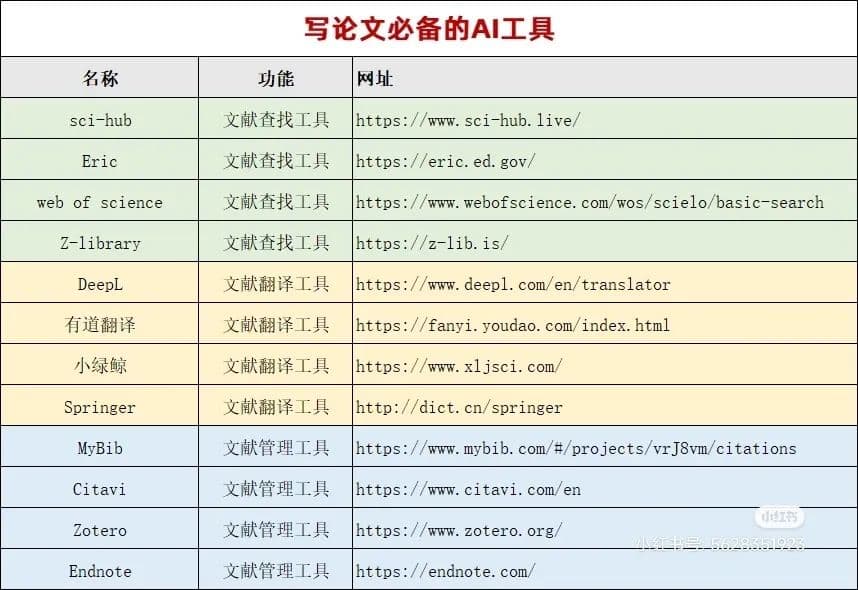 写论文必备的AI工具
名称 功能 网址
sci-hub 文献查找工具 https://www.sci-hub.live/
Eric 文献查找工具 https://eric.ed.gov/
web of science 文献查找工具 https://www.webofscience.com/wos/scielo/basic-search
Z-library 文献查找工具 https://z-lib.is/
DeepL 文献翻译工具 https://www.deepl.com/en/translator
有道翻译 文献翻译工具 https://fanyi.youdao.com/index.html
小绿鲸 文献翻译工具 https://www.xljsci.com/
Springer 文献翻译工具 http://dict.cn/springer
MyBib 文献管理工具 https://www.mybib.com/#/projects/vrJ8vm/citations
Citavi 文献管理工具 https://www.citavi.com/en
小红书
Zotero 文献管理工具 https://www.zotero.org/
小红书号: 5628351923
Endnote 文献管理工具 https://endnote.com/